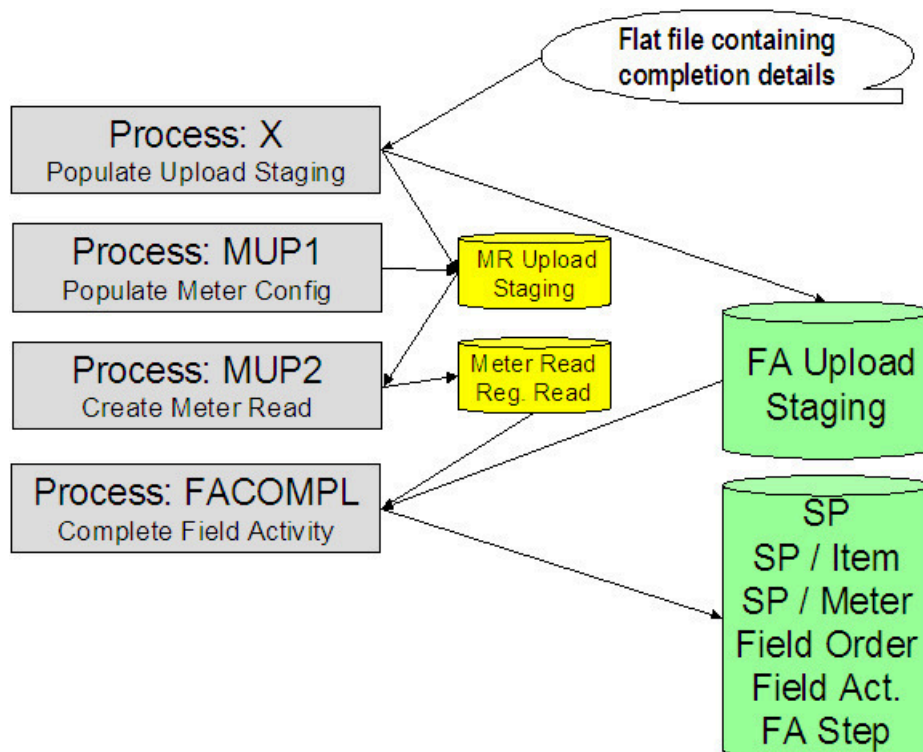 Flat file containing
completion details
Process: X
Populate Upload Staging
Process: MUP1
Populate Meter Config
MR Upload
Staging
Process: MUP2
Create Meter Read
Meter Read
Reg. Read
FA Upload
Staging
Process: FACOMPL
Complete Field Activity
SP
SP / Item
SP / Meter
Field Order
Field Act.
FA Step